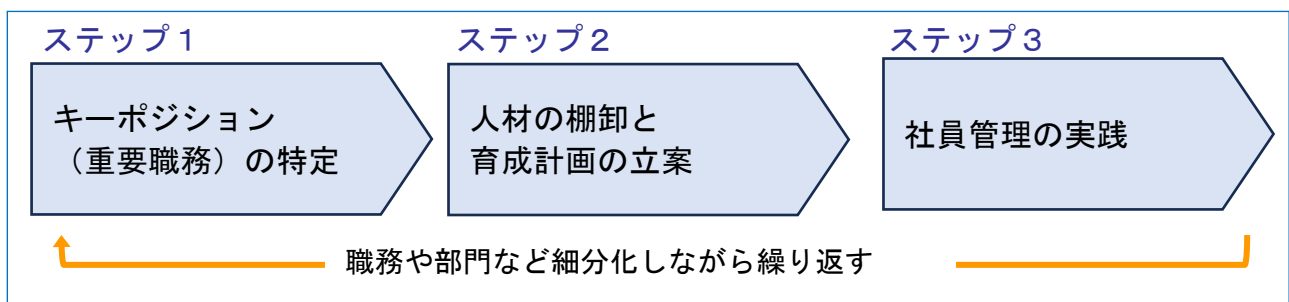 ステップ１
ステップ２
ステップ３
キーポジション
（重要職務）の特定
人材の棚卸と
育成計画の立案
社員管理の実践
職務や部門など細分化しながら繰り返す